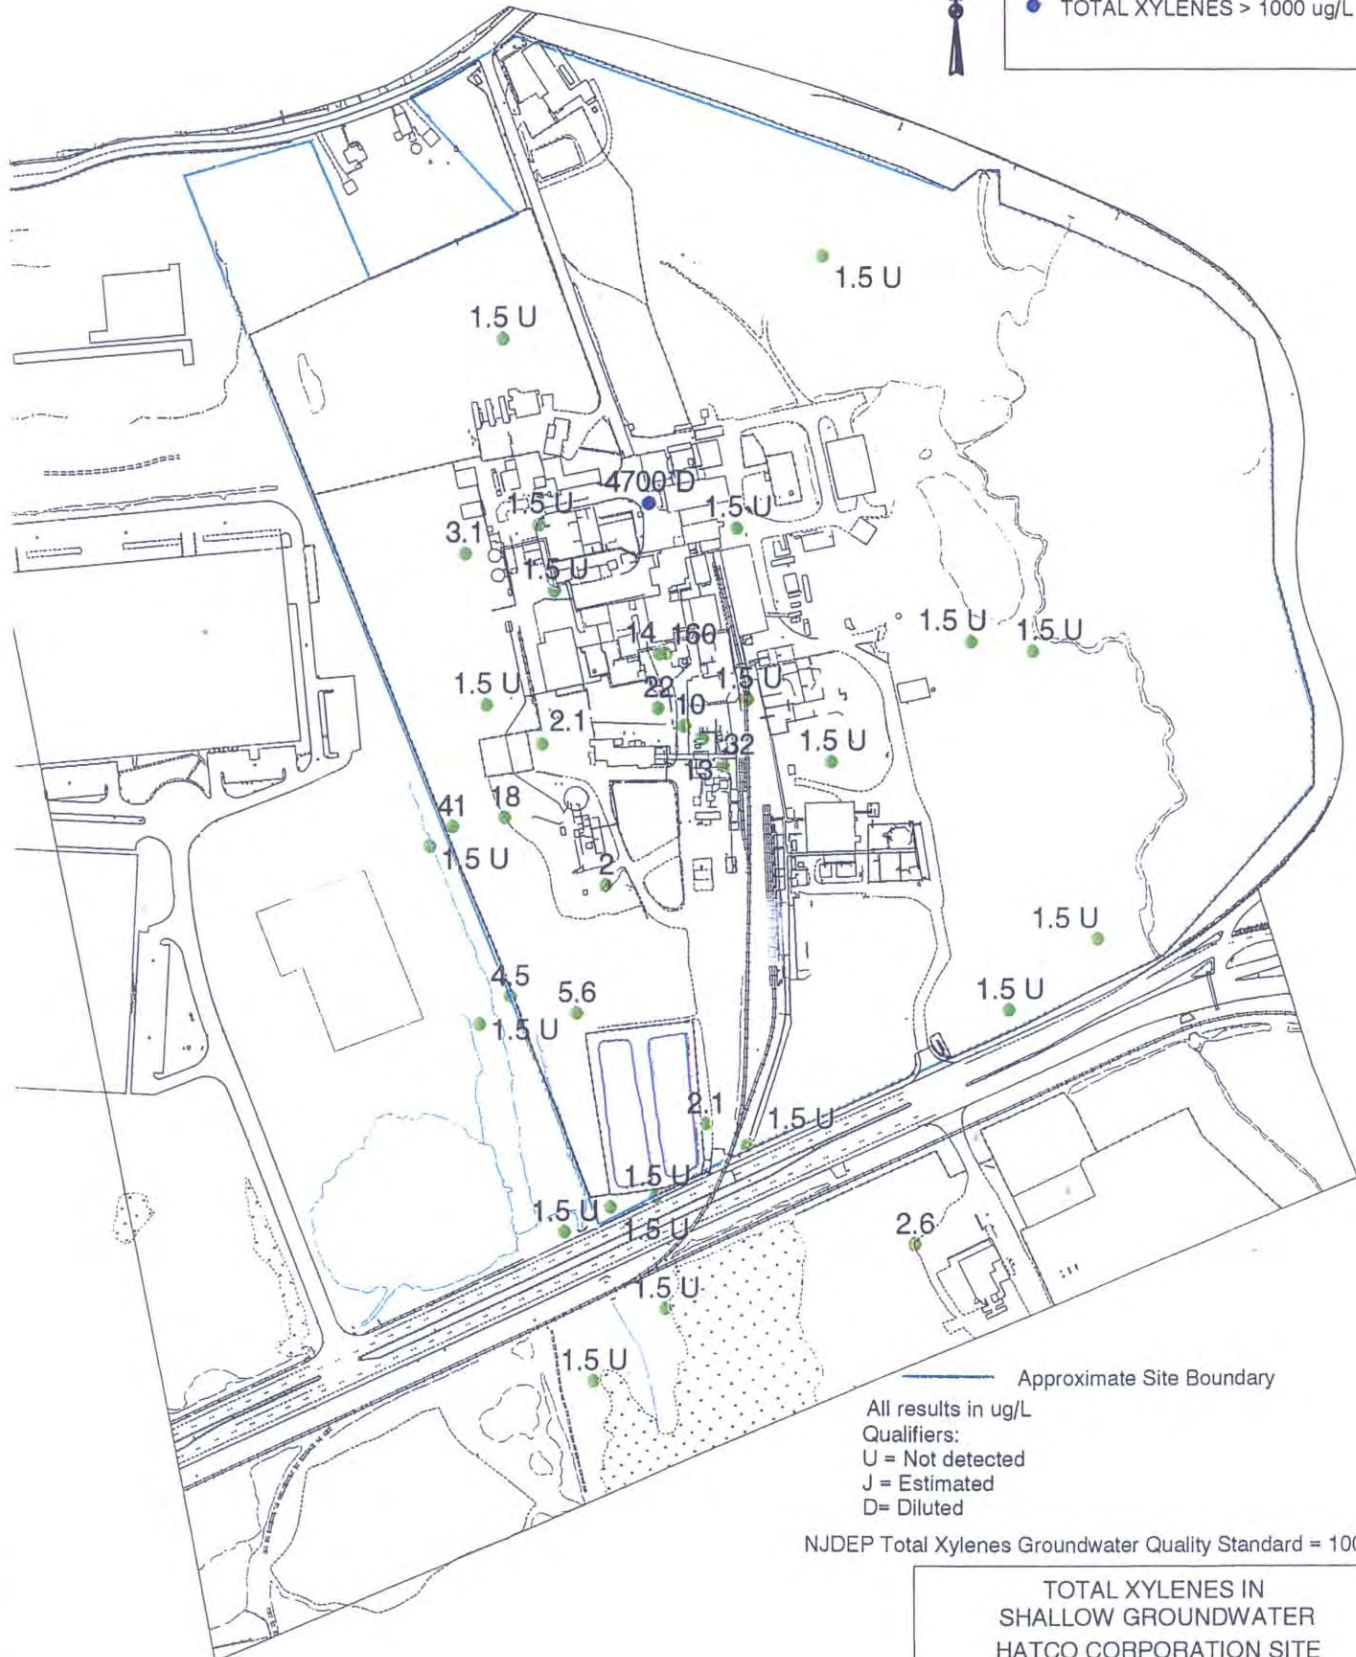 TOTAL XYLENES > 1000 ug/L
1.5 U
1.5 U
4700 D
1.5 U
1.5 U
3.1
1.5 U
1.5 U
1.5 U
14
160
1.5 U
1.5 U
22
10
2.1
32
1.5 U
13
41
18
1.5 U
2
1.5 U
4.5
5.6
1.5 U
1.5 U
2.1
1.5 U
1.5 U
1.5 U
1.5 U
2.6
1.5 U
1.5 U
Approximate Site Boundary
All results in ug/L
Qualifiers:
U = Not detected
J = Estimated
D= Diluted
NJDEP Total Xylenes Groundwater Quality Standard = 100
TOTAL XYLENES IN
SHALLOW GROUNDWATER
HATCO CORPORATION SITE